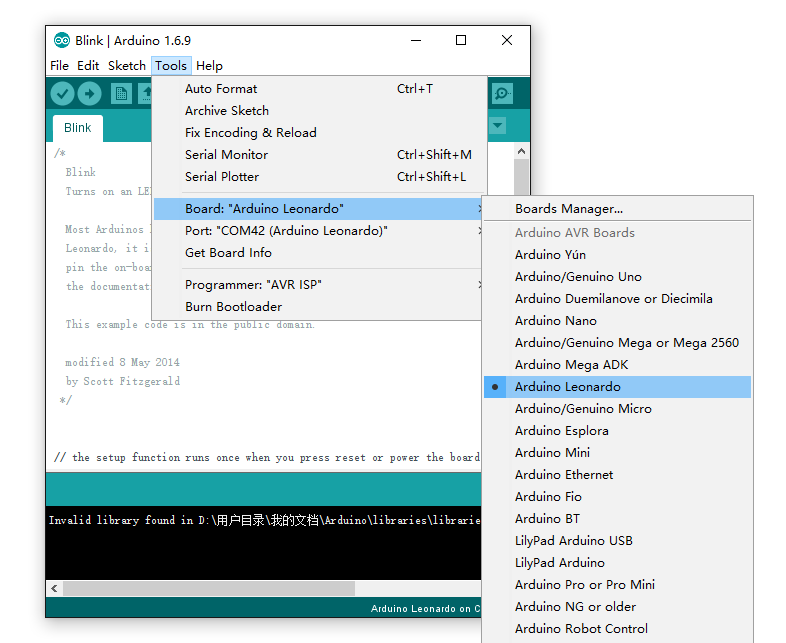 Blink | Arduino 1.6.9
File Edit Sketch Tools Help
Auto Format Ctrl+T
Archive Sketch
Fix Encoding & Reload
Serial Monitor Ctrl+Shift+M
Serial Plotter Ctrl+Shift+L
Board: "Arduino Leonardo"
Port: "COM42 (Arduino Leonardo)"
Get Board Info
Programmer: "AVR ISP"
Burn Bootloader
Boards Manager...
Arduino AVR Boards
Arduino Yún
Arduino/Genuino Uno
Arduino Duemilanove or Diecimila
Arduino Nano
Arduino/Genuino Mega or Mega 2560
Arduino Mega ADK
Arduino Leonardo
Arduino/Genuino Micro
Arduino Esplora
Arduino Mini
Arduino Ethernet
Arduino Fio
Arduino BT
LilyPad Arduino USB
LilyPad Arduino
Arduino Pro or Pro Mini
Arduino NG or older
Arduino Robot Control
Blink
/*
Blink
Turns on an
Most Arduinos
Leonardo, it i
pin the on-boa
the documentat
This example code is in the public domain.
modified 8 May 2014
by Scott Fitzgerald
*/
// the setup function runs once when you press reset or power the board
Invalid library found in D:\用户目录\我的文档\Arduino\libraries\librarie
Arduino Leonardo on C